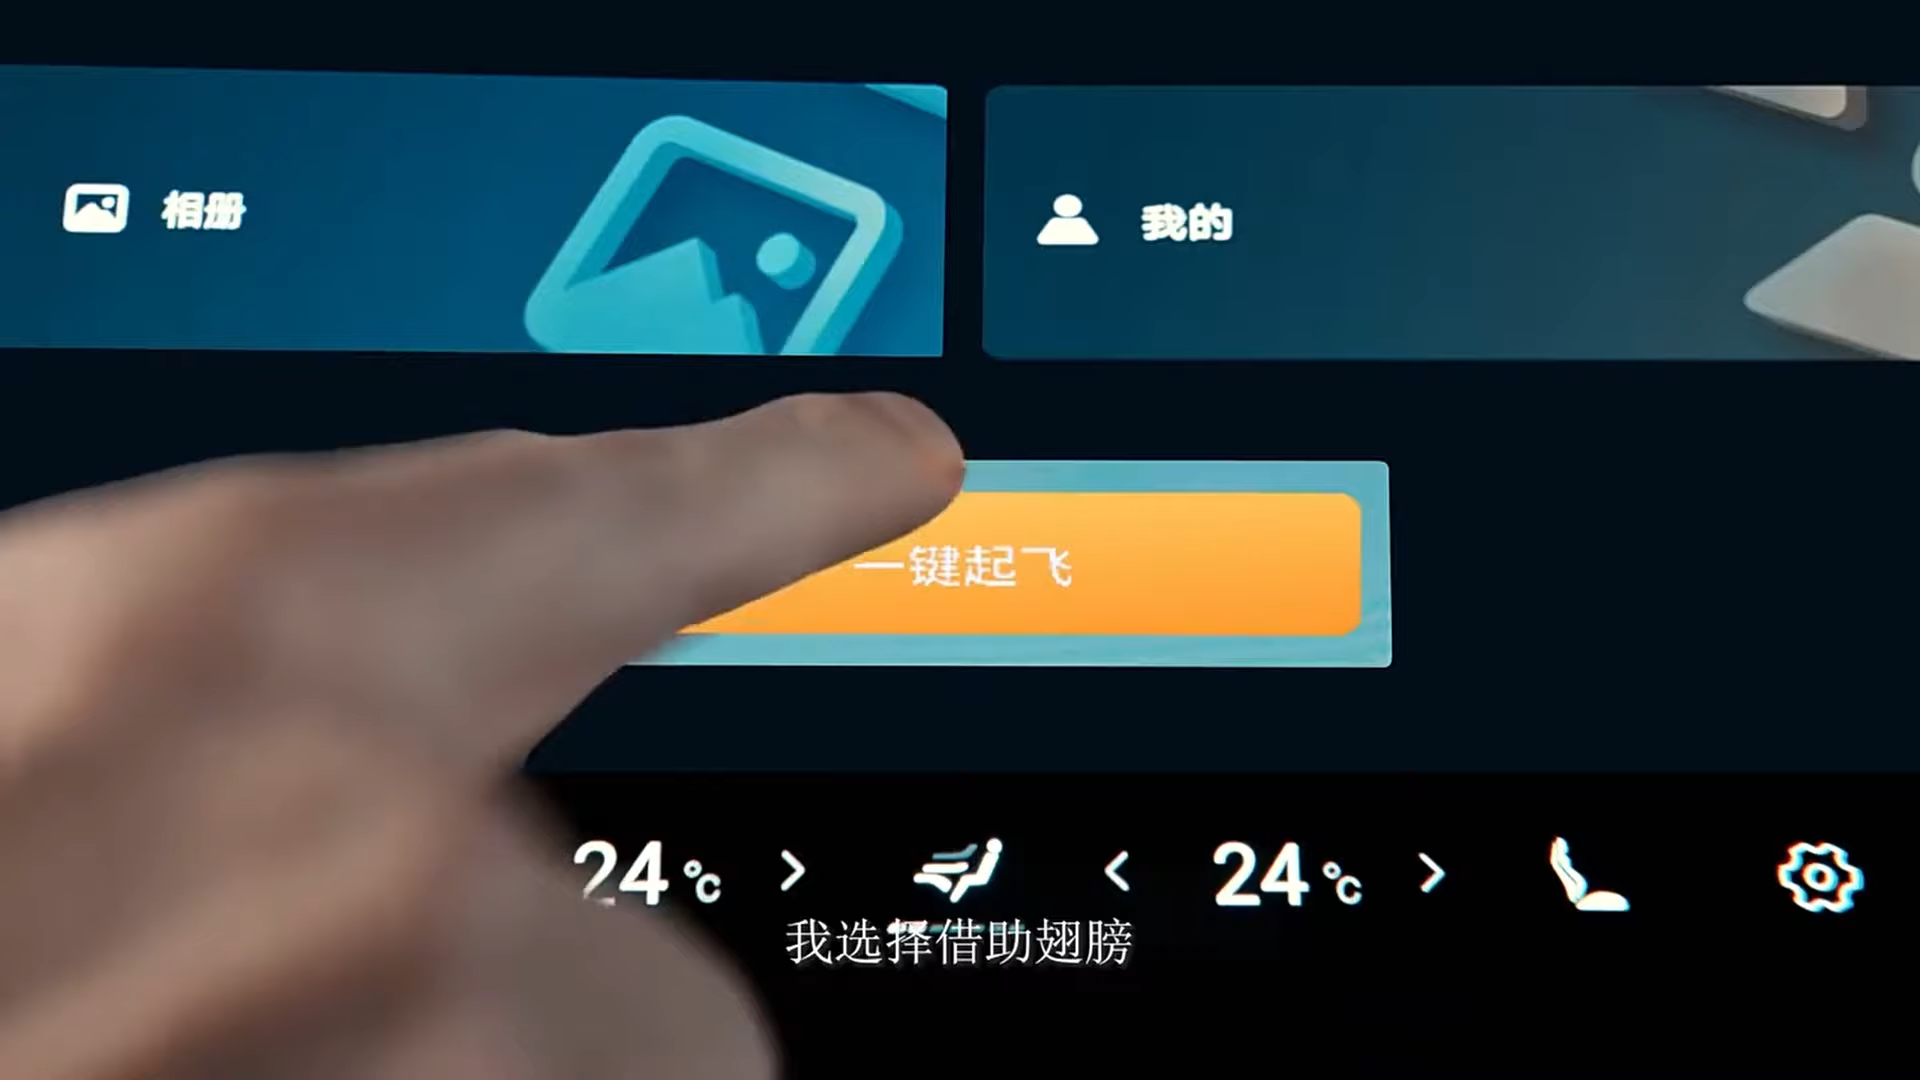 相册
我的
一键起飞
24℃ > < 24℃ >
我选择借助翅膀